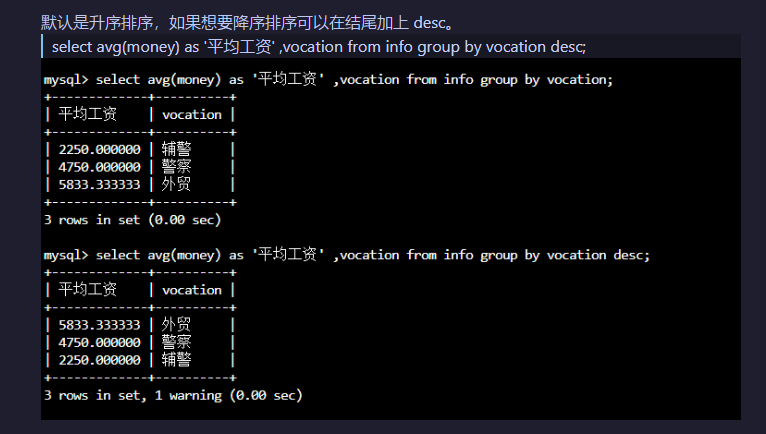 默认是升序排序，如果想要降序排序可以在结尾加上 desc。
select avg(money) as '平均工资' ,vocation from info group by vocation desc;
mysql> select avg(money) as '平均工资' ,vocation from info group by vocation;
+-------------+----------+
| 平均工资    | vocation |
+-------------+----------+
| 2250.000000 | 辅警     |
| 4750.000000 | 警察     |
| 5833.333333 | 外贸     |
+-------------+----------+
3 rows in set (0.00 sec)
mysql> select avg(money) as '平均工资' ,vocation from info group by vocation desc;
+-------------+----------+
| 平均工资    | vocation |
+-------------+----------+
| 5833.333333 | 外贸     |
| 4750.000000 | 警察     |
| 2250.000000 | 辅警     |
+-------------+----------+
3 rows in set, 1 warning (0.00 sec)